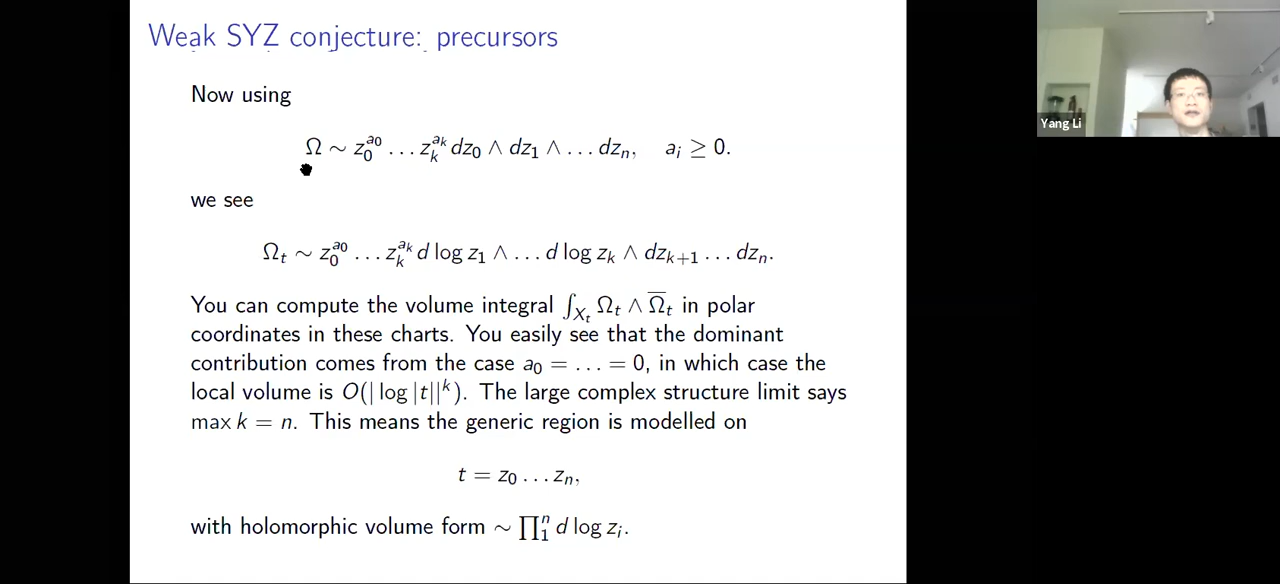 Weak SYZ conjecture: precursors
Now using
Ω ∼ z_0^{a_0} … z_k^{a_k} dz_0 ∧ dz_1 ∧ … dz_n, a_i ≥ 0.
we see
Ω_t ∼ z_0^{a_0} … z_k^{a_k} d log z_1 ∧ … d log z_k ∧ dz_{k+1} … dz_n.
You can compute the volume integral ∫_{X_t} Ω_t ∧ \overline{Ω}_t in polar
coordinates in these charts. You easily see that the dominant
contribution comes from the case a_0 = … = 0, in which case the
local volume is O(| log |t||^k). The large complex structure limit says
max k = n. This means the generic region is modelled on
t = z_0 … z_n,
with holomorphic volume form ∼ ∏_1^n d log z_i.
Yang Li